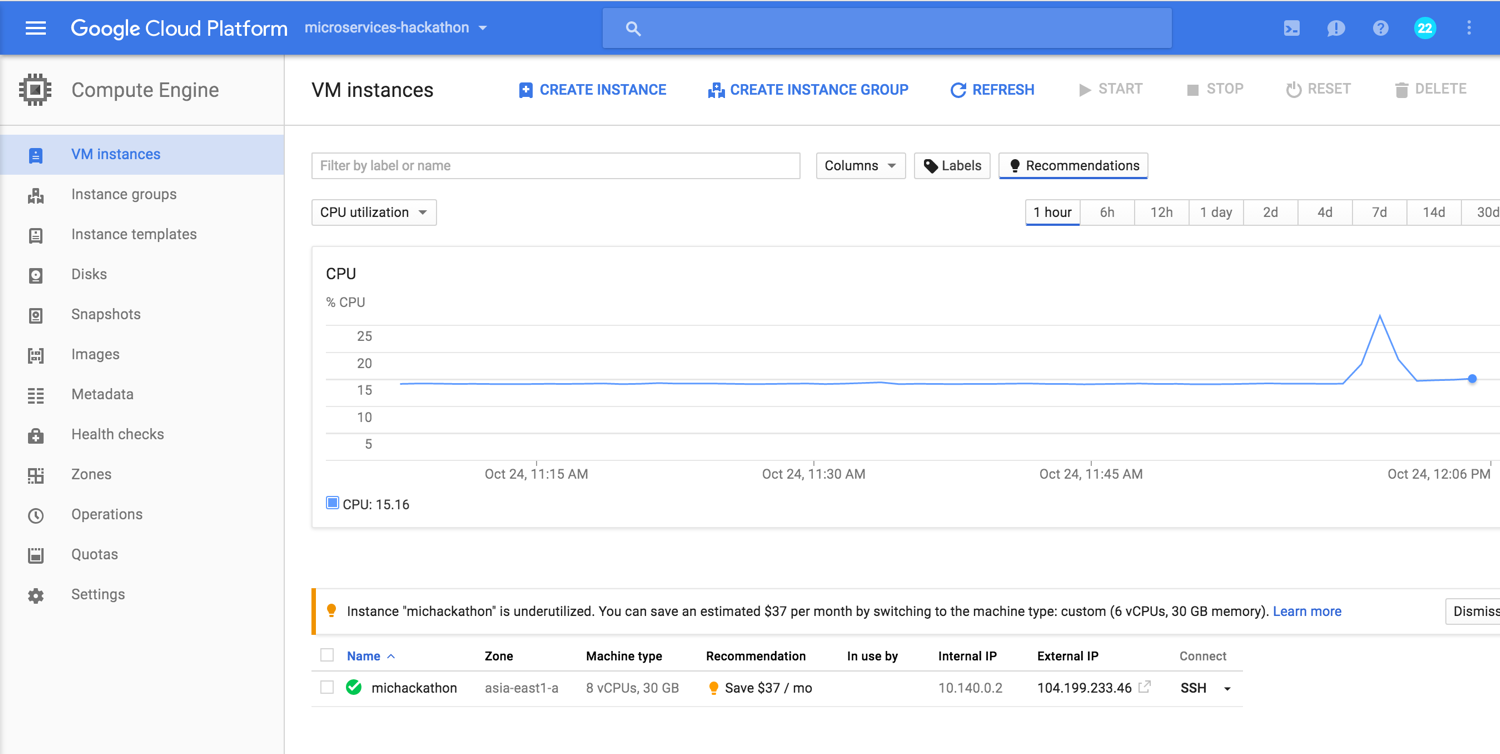 Google Cloud Platform microservices-hackathon 22
Compute Engine
VM instances CREATE INSTANCE CREATE INSTANCE GROUP REFRESH START STOP RESET DELETE
VM instances
Instance groups
Instance templates
Disks
Snapshots
Images
Metadata
Health checks
Zones
Operations
Quotas
Settings
Filter by label or name Columns Labels Recommendations
CPU utilization 1 hour 6h 12h 1 day 2d 4d 7d 14d 30d
CPU
% CPU
25
20
15
10
5
Oct 24, 11:15 AM Oct 24, 11:30 AM Oct 24, 11:45 AM Oct 24, 12:06 PM
CPU: 15.16
Instance "michackathon" is underutilized. You can save an estimated $37 per month by switching to the machine type: custom (6 vCPUs, 30 GB memory). Learn more Dismiss
Name Zone Machine type Recommendation In use by Internal IP External IP Connect
michackathon asia-east1-a 8 vCPUs, 30 GB Save $37 / mo 10.140.0.2 104.199.233.46 SSH